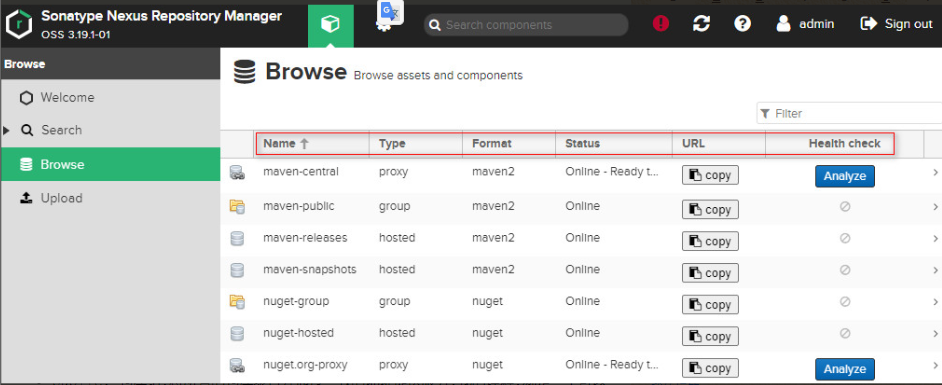 Sonatype Nexus Repository Manager
OSS 3.19.1-01
Search components
admin
Sign out
Browse
Welcome
Search
Browse
Upload
Browse Browse assets and components
Filter
Name Type Format Status URL Health check
maven-central proxy maven2 Online - Ready t... copy Analyze
maven-public group maven2 Online copy
maven-releases hosted maven2 Online copy
maven-snapshots hosted maven2 Online copy
nuget-group group nuget Online copy
nuget-hosted hosted nuget Online copy
nuget.org-proxy proxy nuget Online - Ready t... copy Analyze